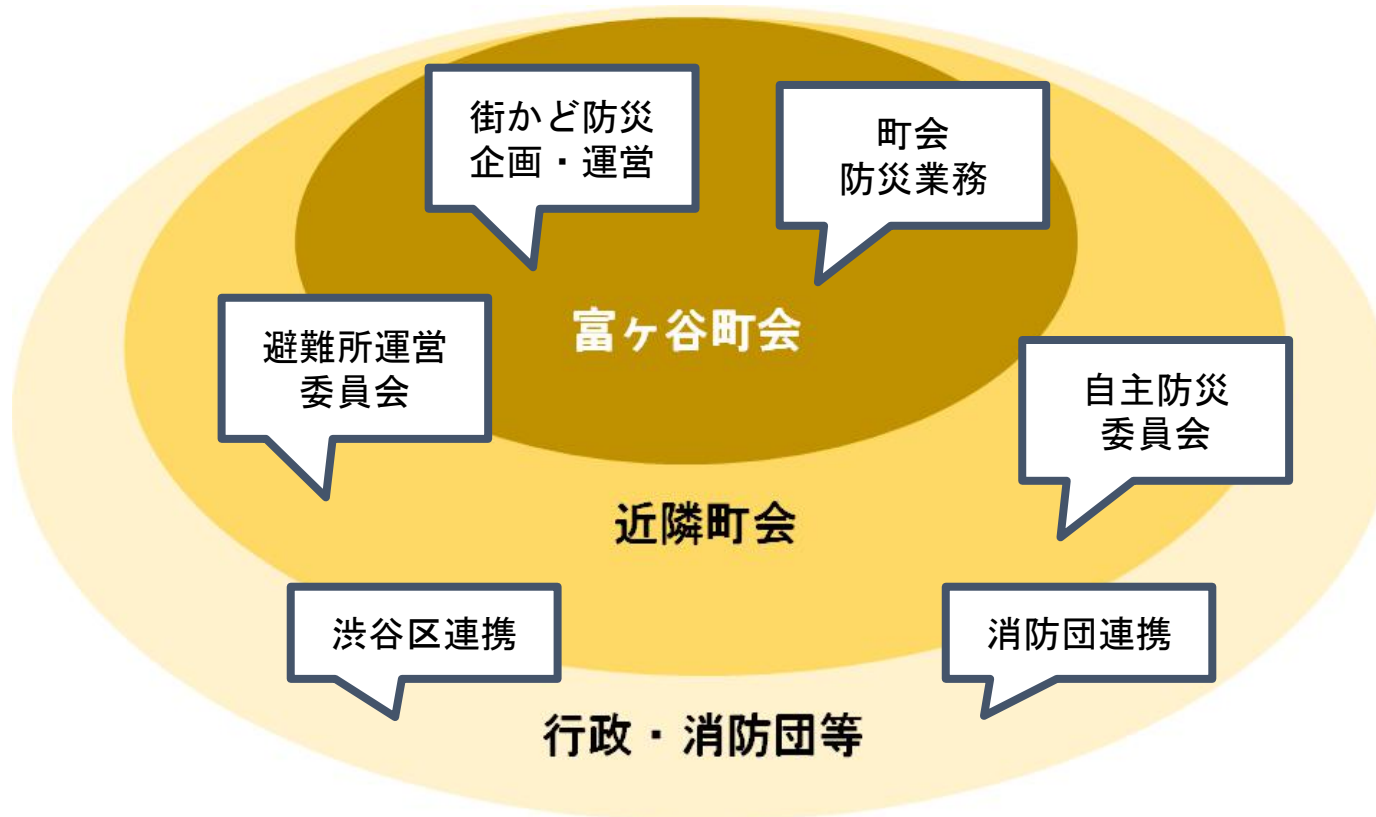 街かど防災
企画・運営
町会
防災業務
富ヶ谷町会
避難所運営
委員会
自主防災
委員会
近隣町会
渋谷区連携
消防団連携
行政・消防団等